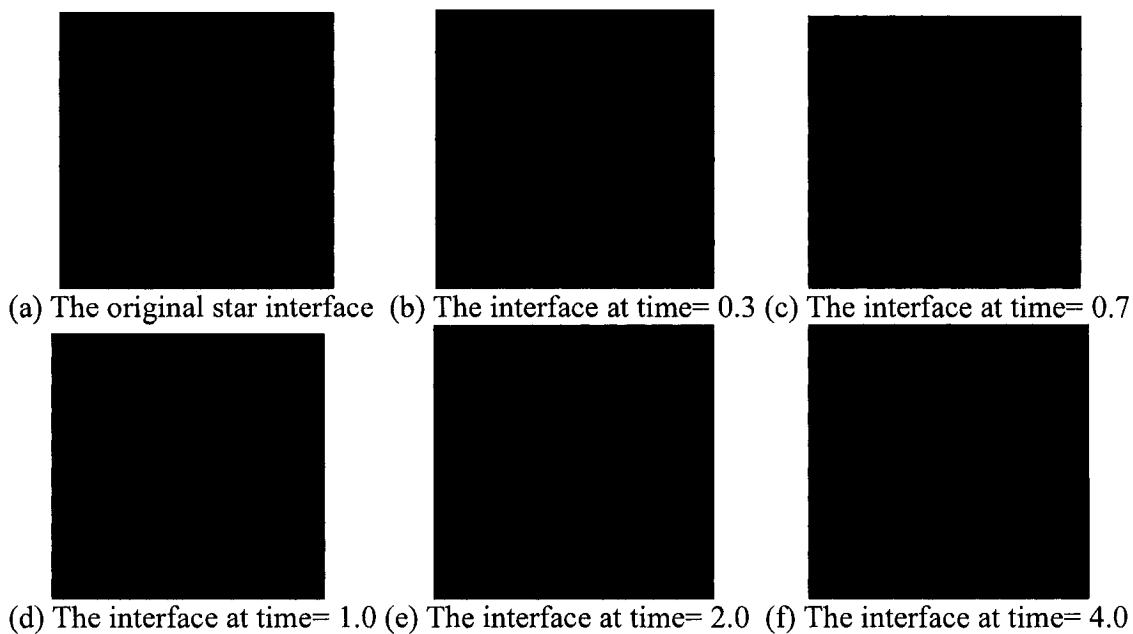 (a) The original star interface (b) The interface at time= 0.3 (c) The interface at time= 0.7
(d) The interface at time= 1.0 (e) The interface at time= 2.0 (f) The interface at time= 4.0